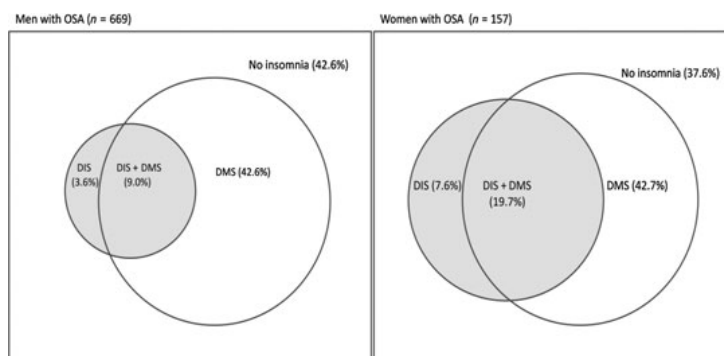 Men with OSA (n = 669)
No insomnia (42.6%)
DIS
(3.6%)
DIS + DMS
(9.0%)
DMS (42.6%)
Women with OSA (n = 157)
No insomnia (37.6%)
DIS (7.6%)
DIS + DMS
(19.7%)
DMS (42.7%)